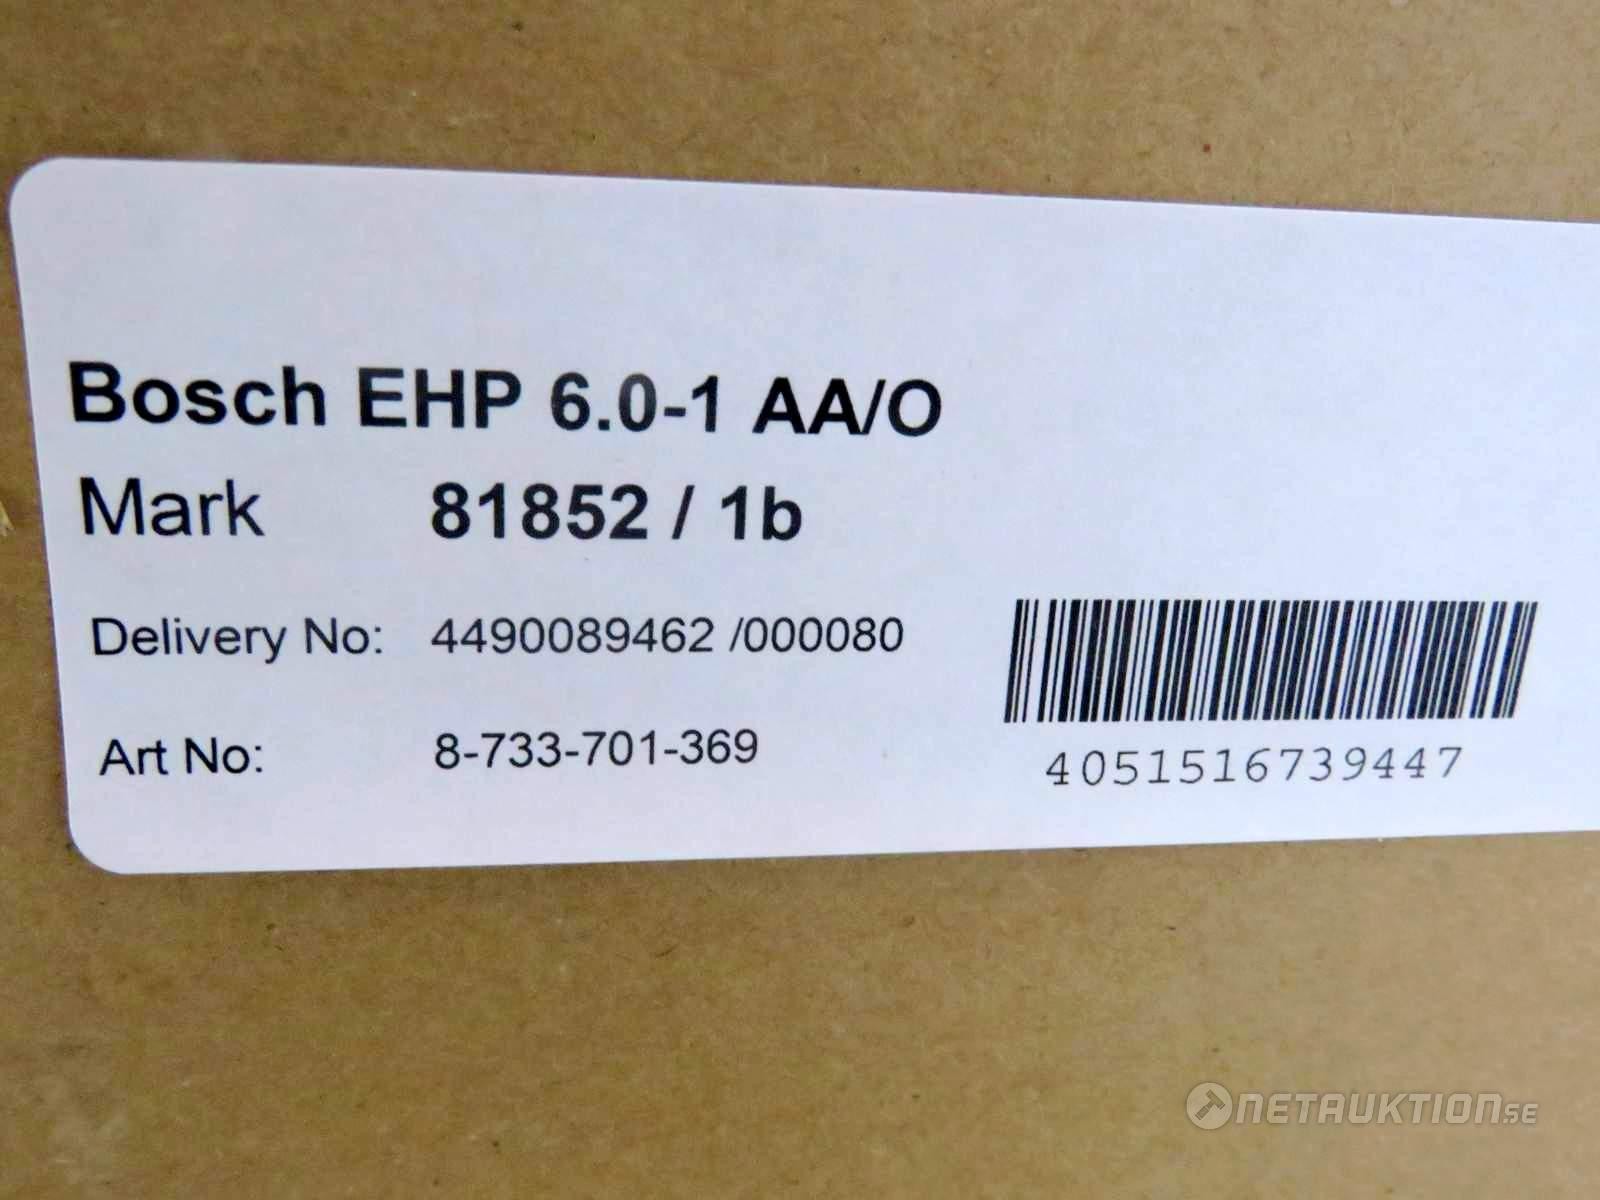 Bosch EHP 6.0-1 AA/O
Mark 81852 / 1b
Delivery No: 4490089462 /000080
Art No: 8-733-701-369
4051516739447
NETAUKTION.SE